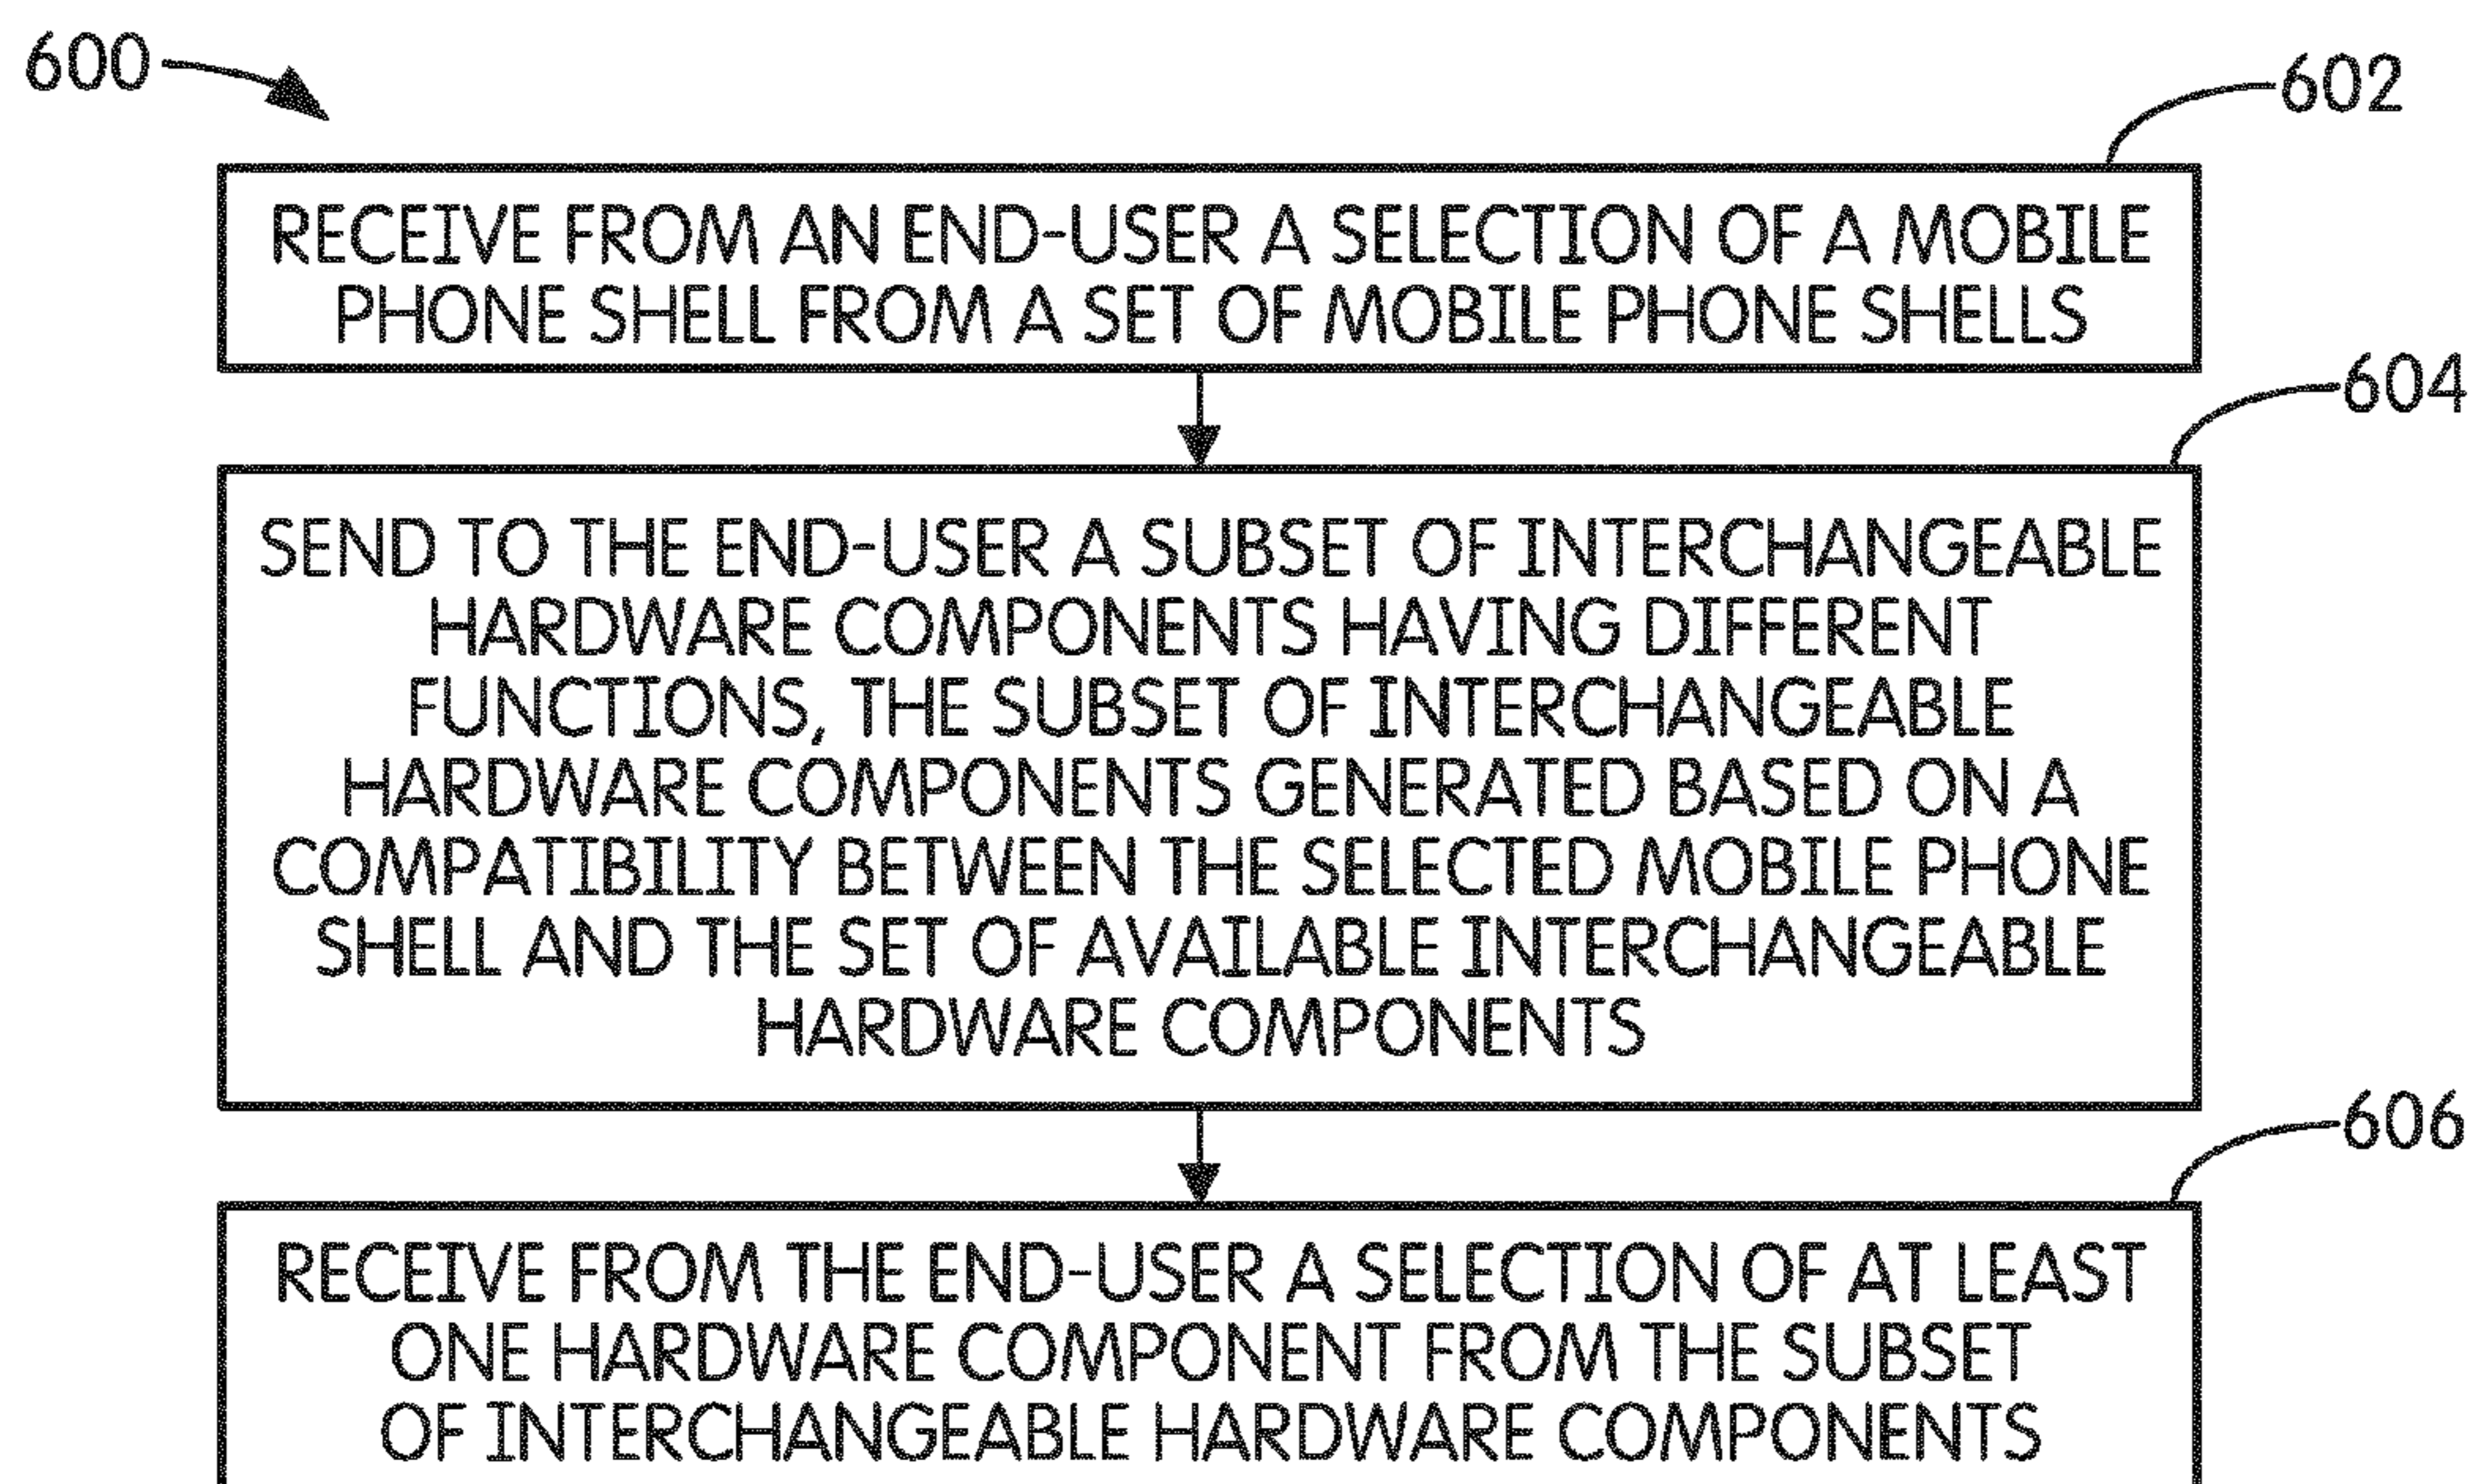 600
602
RECEIVE FROM AN END-USER A SELECTION OF A MOBILE
PHONE SHELL FROM A SET OF MOBILE PHONE SHELLS
604
SEND TO THE END-USER A SUBSET OF INTERCHANGEABLE
HARDWARE COMPONENTS HAVING DIFFERENT
FUNCTIONS, THE SUBSET OF INTERCHANGEABLE
HARDWARE COMPONENTS GENERATED BASED ON A
COMPATIBILITY BETWEEN THE SELECTED MOBILE PHONE
SHELL AND THE SET OF AVAILABLE INTERCHANGEABLE
HARDWARE COMPONENTS
606
RECEIVE FROM THE END-USER A SELECTION OF AT LEAST
ONE HARDWARE COMPONENT FROM THE SUBSET
OF INTERCHANGEABLE HARDWARE COMPONENTS